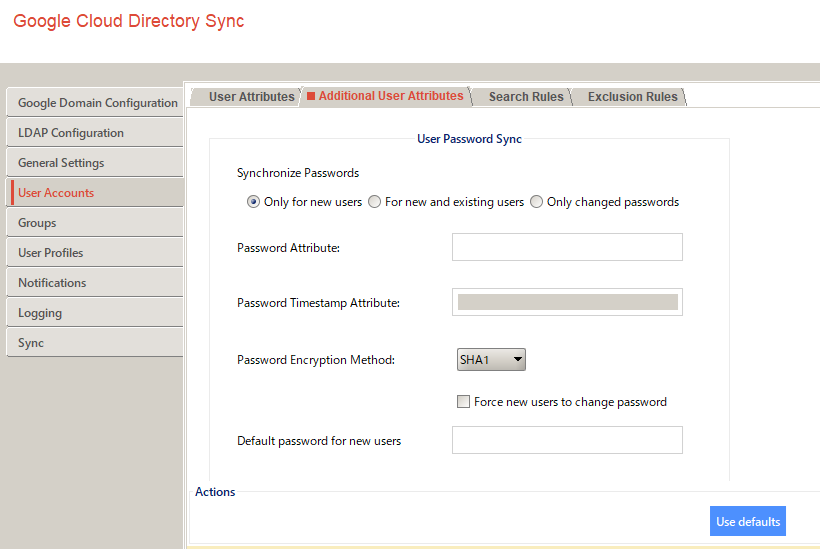 Google Cloud Directory Sync
User Attributes Additional User Attributes Search Rules Exclusion Rules
Google Domain Configuration
LDAP Configuration
General Settings
User Accounts
Groups
User Profiles
Notifications
Logging
Sync
User Password Sync
Synchronize Passwords
Only for new users For new and existing users Only changed passwords
Password Attribute:
Password Timestamp Attribute:
Password Encryption Method: SHA1
Force new users to change password
Default password for new users
Actions
Use defaults